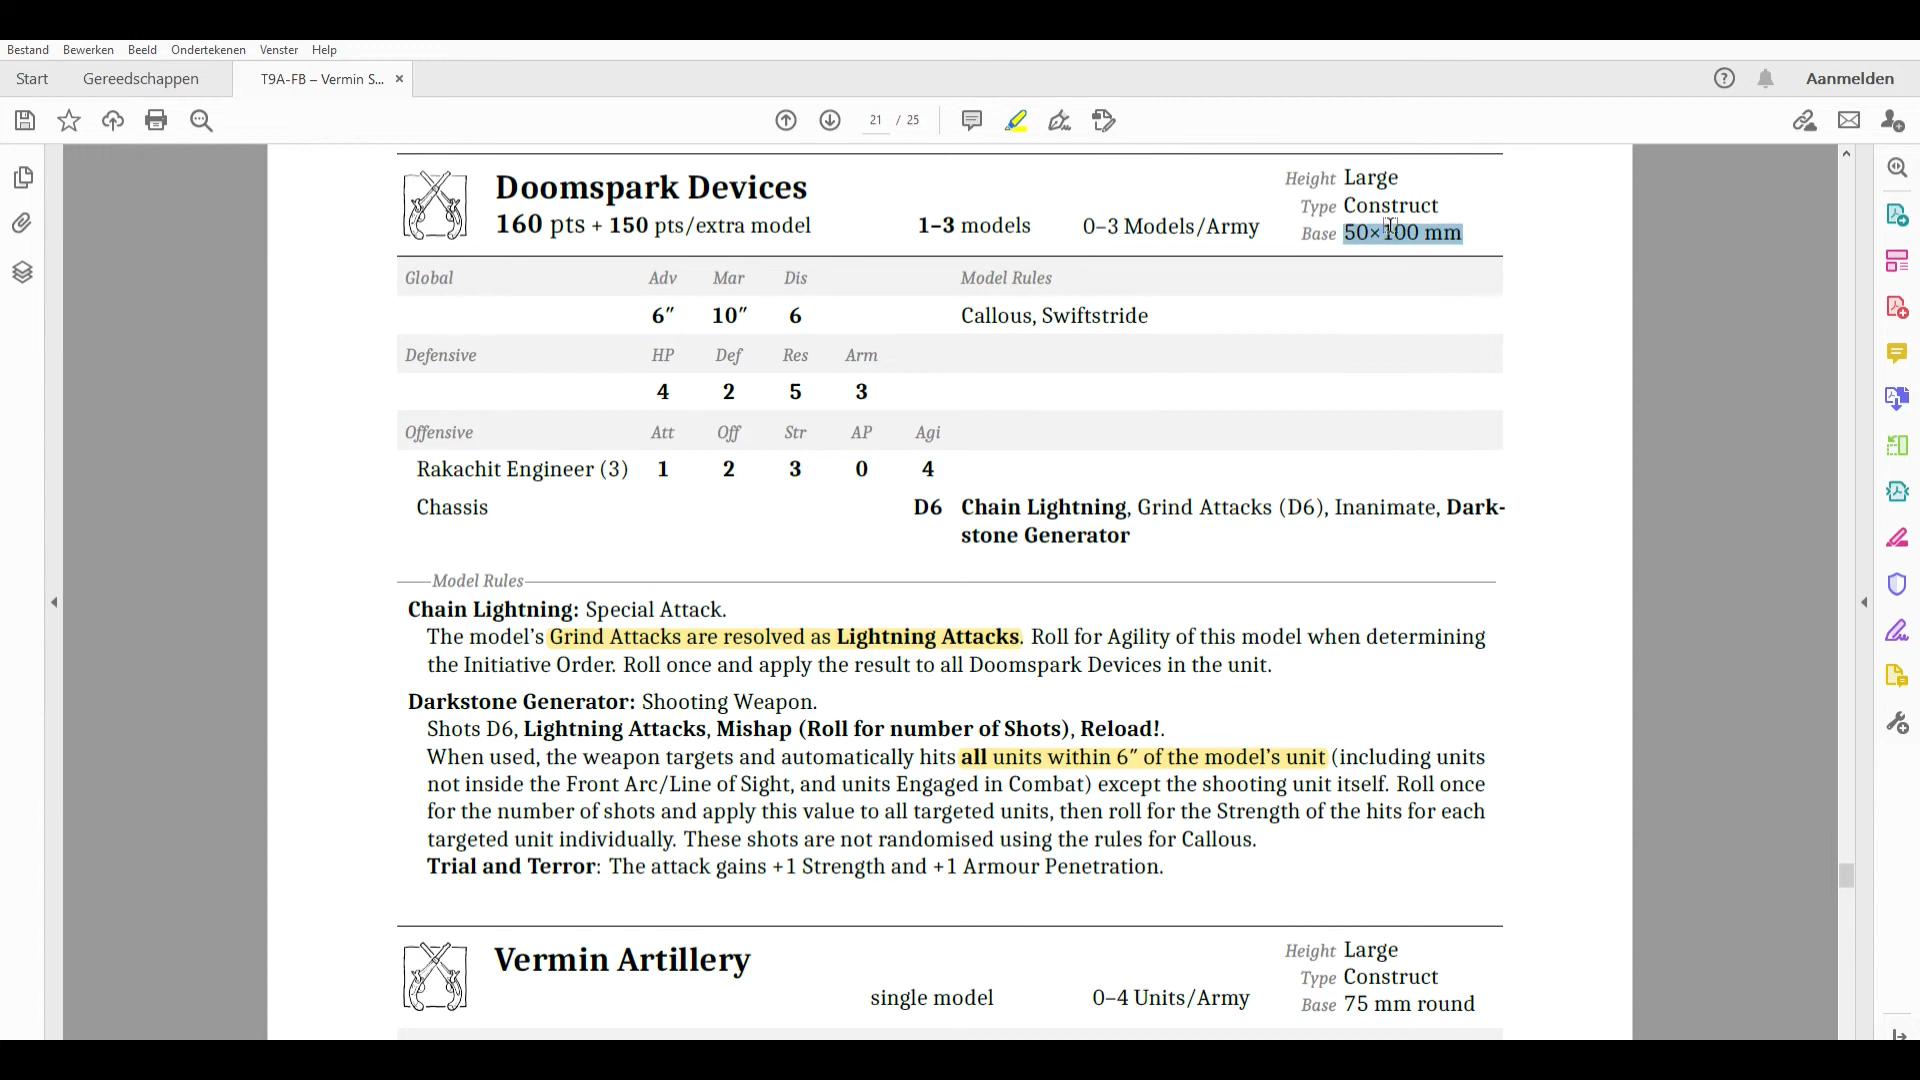 Bestand Bewerken Beeld Ondertekenen Venster Help
Start Gereedschappen T9A-FB – Vermin S... × Aanmelden
21 / 25
Doomspark Devices
160 pts + 150 pts/extra model 1–3 models 0–3 Models/Army
Height Large
Type Construct
Base 50×100 mm
Global Adv Mar Dis Model Rules
6″ 10″ 6 Callous, Swiftstride
Defensive HP Def Res Arm
4 2 5 3
Offensive Att Off Str AP Agi
Rakachit Engineer (3) 1 2 3 0 4
Chassis D6 Chain Lightning, Grind Attacks (D6), Inanimate, Dark-
stone Generator
Model Rules
Chain Lightning: Special Attack.
The model’s Grind Attacks are resolved as Lightning Attacks. Roll for Agility of this model when determining
the Initiative Order. Roll once and apply the result to all Doomspark Devices in the unit.
Darkstone Generator: Shooting Weapon.
Shots D6, Lightning Attacks, Mishap (Roll for number of Shots), Reload!.
When used, the weapon targets and automatically hits all units within 6″ of the model’s unit (including units
not inside the Front Arc/Line of Sight, and units Engaged in Combat) except the shooting unit itself. Roll once
for the number of shots and apply this value to all targeted units, then roll for the Strength of the hits for each
targeted unit individually. These shots are not randomised using the rules for Callous.
Trial and Terror: The attack gains +1 Strength and +1 Armour Penetration.
Vermin Artillery
single model 0–4 Units/Army
Height Large
Type Construct
Base 75 mm round